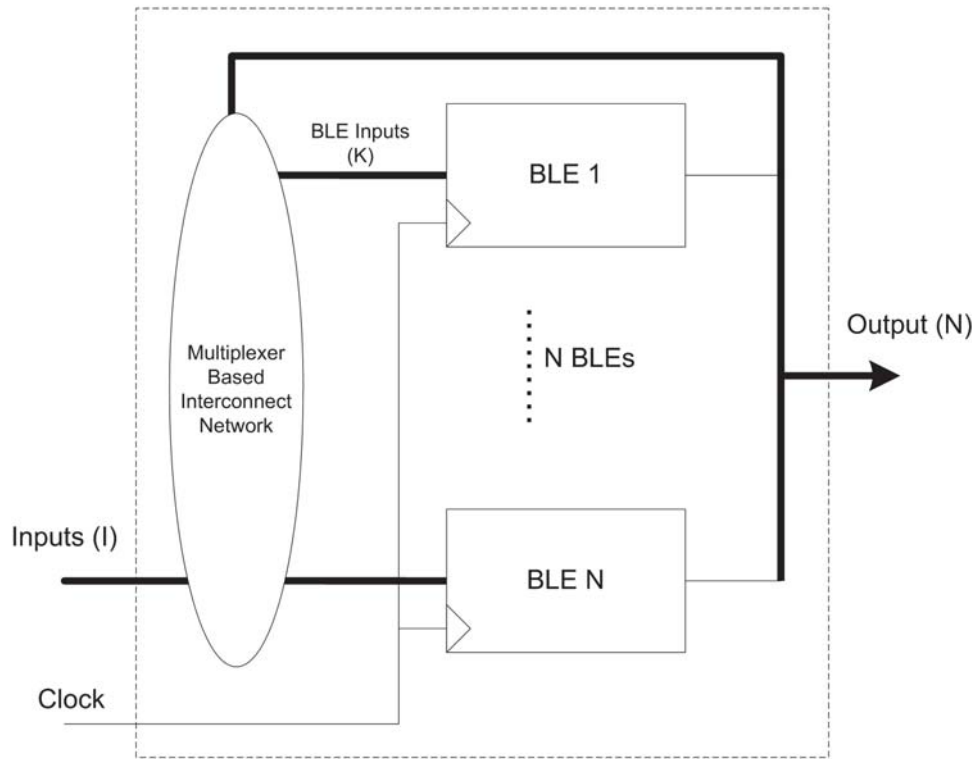 BLE Inputs
(K)
BLE 1
Output (N)
Multiplexer
Based
Interconnect
Network
N BLEs
Inputs (I)
BLE N
Clock